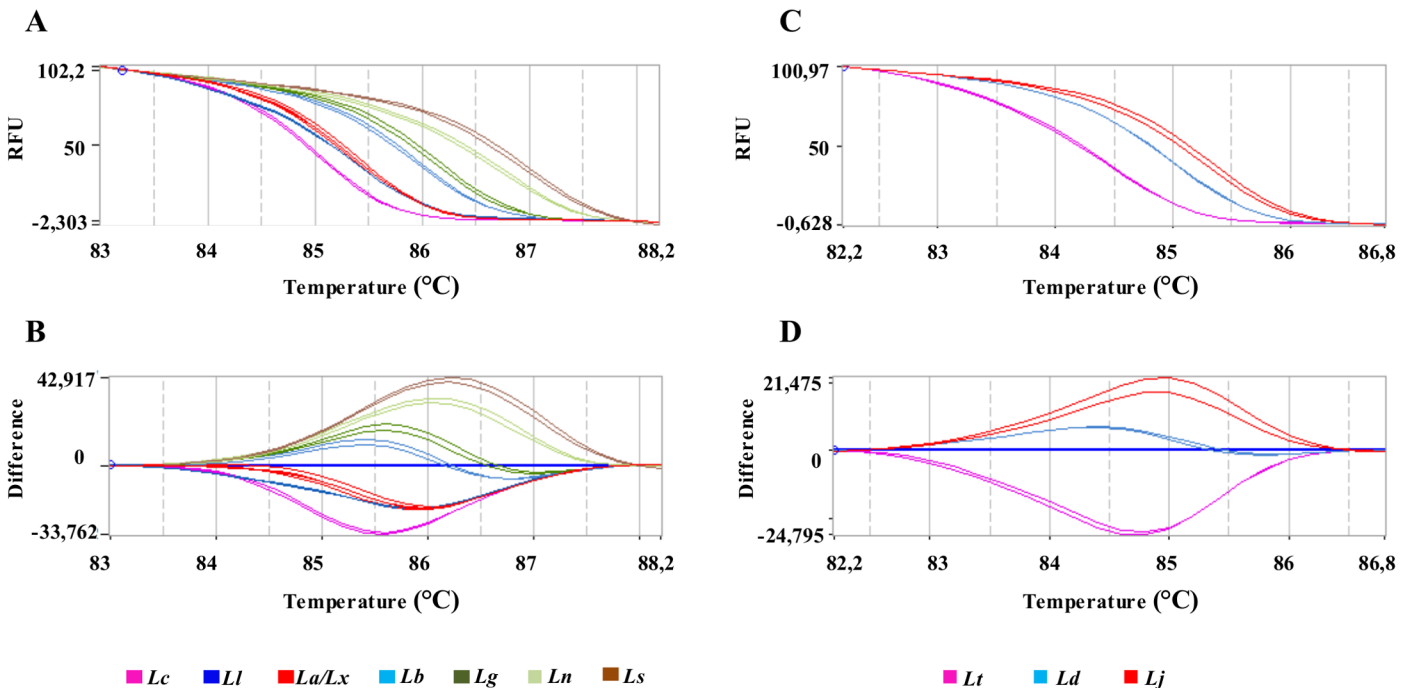 A
C
102,2
50
-2,303
RFU
83 84 85 86 87 88,2
Temperature (°C)
100,97
50
-0,628
RFU
82,2 83 84 85 86 86,8
Temperature (°C)
B
D
42,917
0
-33,762
Difference
83 84 85 86 87 88,2
Temperature (°C)
21,475
0
-24,795
Difference
82,2 83 84 85 86 86,8
Temperature (°C)
Lc Ll La/Lx Lb Lg Ln Ls
Lt Ld Lj